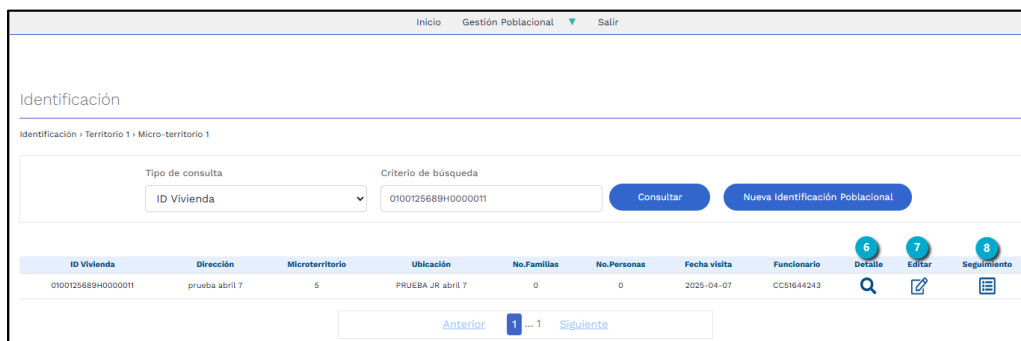 Inicio Gestión Poblacional ▼ Salir
Identificación
Identificación › Territorio 1 › Micro-territorio 1
Tipo de consulta Criterio de búsqueda
ID Vivienda 0100125689H0000011 Consultar Nueva Identificación Poblacional
6 7 8
ID Vivienda Dirección Microterritorio Ubicación No.Familias No.Personas Fecha visita Funcionario Detalle Editar Seguimiento
0100125689H0000011 prueba abril 7 5 PRUEBA JR abril 7 0 0 2025-04-07 CC51644243
Anterior 1 ... 1 Siguiente